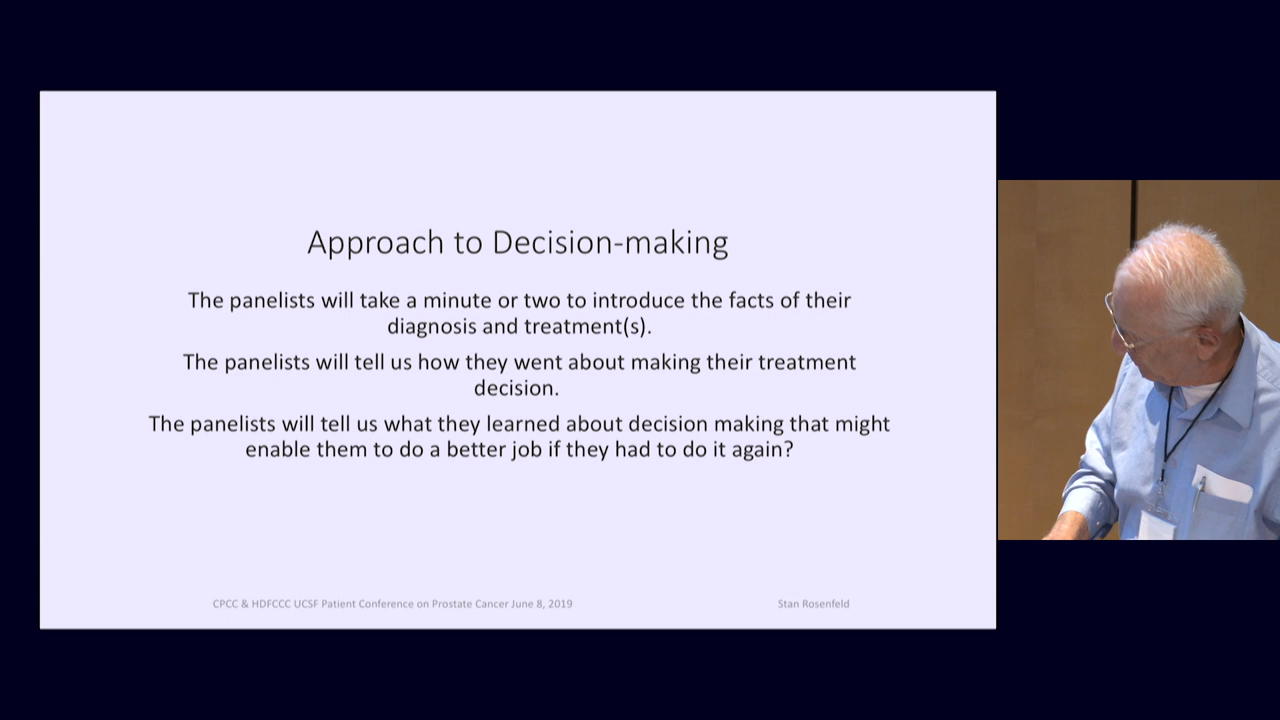 Approach to Decision-making
The panelists will take a minute or two to introduce the facts of their
diagnosis and treatment(s).
The panelists will tell us how they went about making their treatment
decision.
The panelists will tell us what they learned about decision making that might
enable them to do a better job if they had to do it again?
CPCC & HDFCCC UCSF Patient Conference on Prostate Cancer June 8, 2019
Stan Rosenfeld